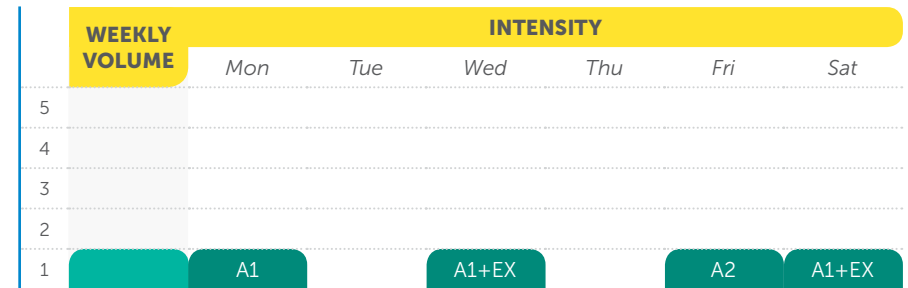 WEEKLY VOLUME INTENSITY
Mon Tue Wed Thu Fri Sat
5
4
3
2
1 A1 A1+EX A2 A1+EX